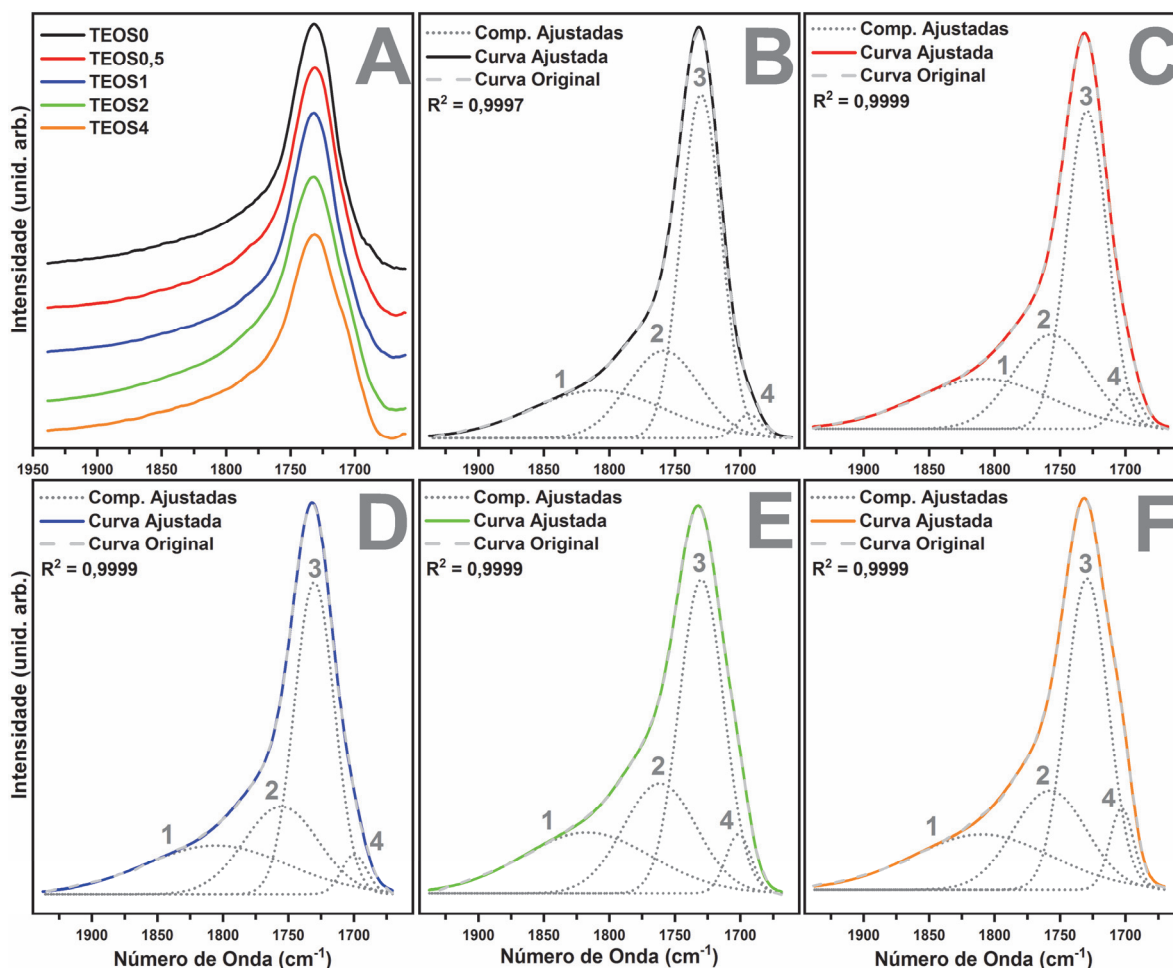 A
TEOS0
TEOS0,5
TEOS1
TEOS2
TEOS4
Intensidade (unid. arb.)
1950 1900 1850 1800 1750 1700
B
Comp. Ajustadas
Curva Ajustada
Curva Original
R² = 0,9997
1
2
3
4
1900 1850 1800 1750 1700
C
Comp. Ajustadas
Curva Ajustada
Curva Original
R² = 0,9999
1
2
3
4
1900 1850 1800 1750 1700
D
Comp. Ajustadas
Curva Ajustada
Curva Original
R² = 0,9999
1
2
3
4
Intensidade (unid. arb.)
1900 1850 1800 1750 1700
Número de Onda (cm⁻¹)
E
Comp. Ajustadas
Curva Ajustada
Curva Original
R² = 0,9999
1
2
3
4
1900 1850 1800 1750 1700
Número de Onda (cm⁻¹)
F
Comp. Ajustadas
Curva Ajustada
Curva Original
R² = 0,9999
1
2
3
4
1900 1850 1800 1750 1700
Número de Onda (cm⁻¹)